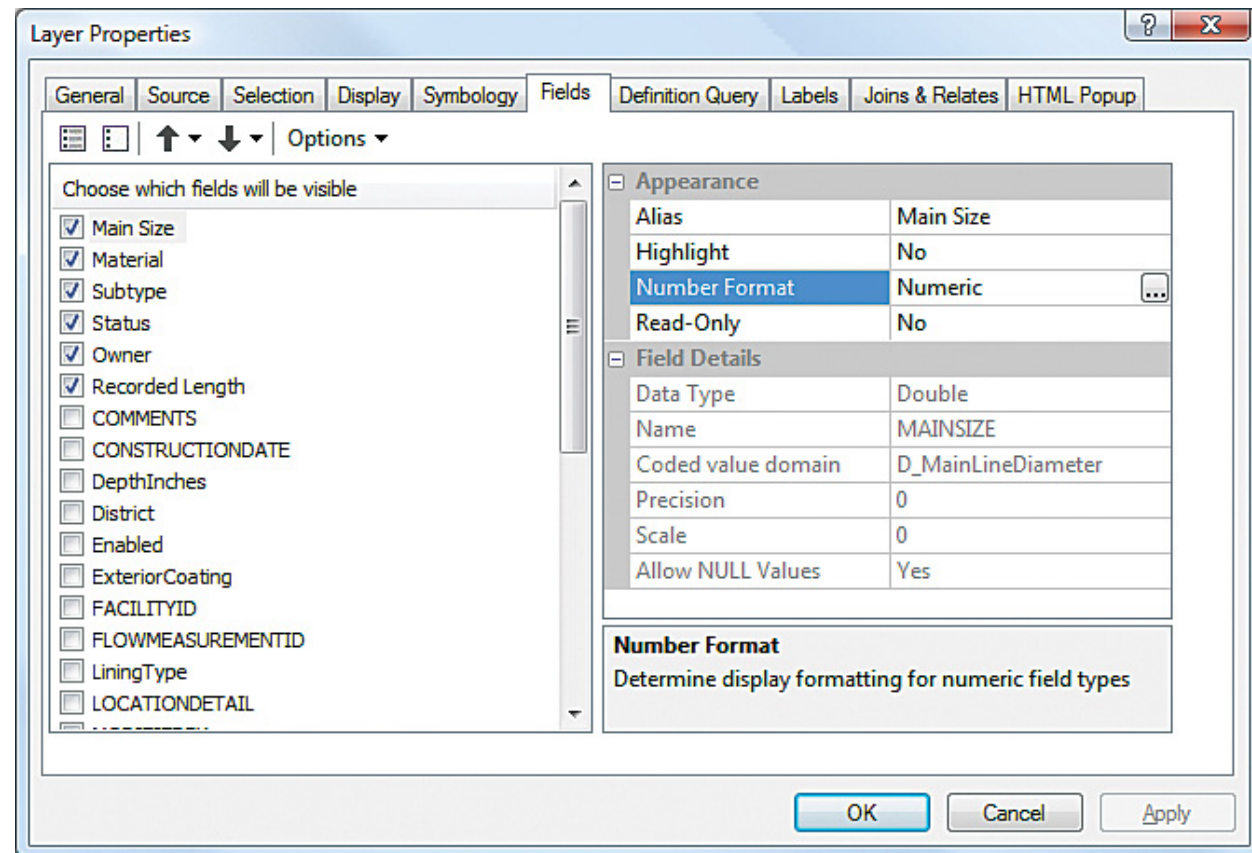 Layer Properties
General Source Selection Display Symbology Fields Definition Query Labels Joins & Relates HTML Popup
Options
Choose which fields will be visible
Main Size
Material
Subtype
Status
Owner
Recorded Length
COMMENTS
CONSTRUCTIONDATE
DepthInches
District
Enabled
ExteriorCoating
FACILITYID
FLOWMEASUREMENTID
LiningType
LOCATIONDETAIL
Appearance
Alias Main Size
Highlight No
Number Format Numeric ...
Read-Only No
Field Details
Data Type Double
Name MAINSIZE
Coded value domain D_MainLineDiameter
Precision 0
Scale 0
Allow NULL Values Yes
Number Format
Determine display formatting for numeric field types
OK Cancel Apply